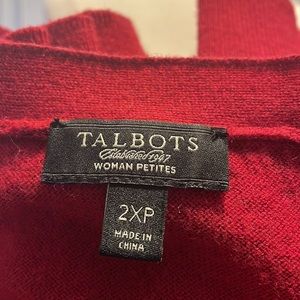 TALBOTS
Established 1947
WOMAN PETITES
2XP
MADE IN
CHINA